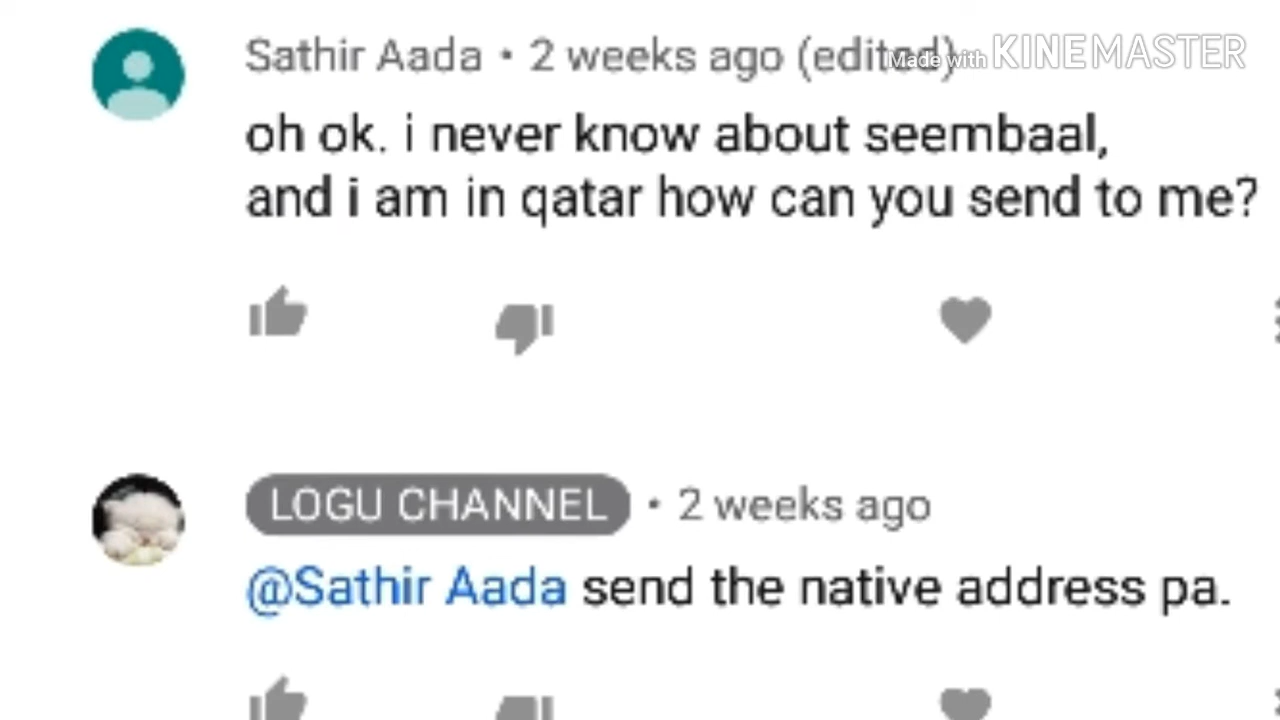 Sathir Aada • 2 weeks ago (edited)
Made with KINEMASTER
oh ok. i never know about seembaal,
and i am in qatar how can you send to me?
LOGU CHANNEL • 2 weeks ago
@Sathir Aada send the native address pa.